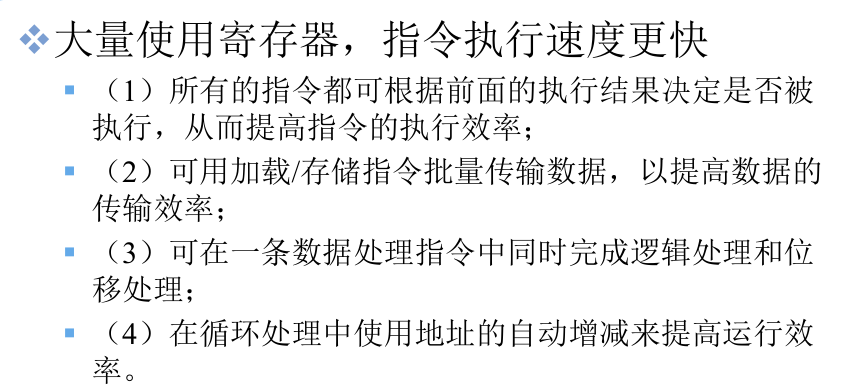 大量使用寄存器，指令执行速度更快
（1）所有的指令都可根据前面的执行结果决定是否被
执行，从而提高指令的执行效率；
（2）可用加载/存储指令批量传输数据，以提高数据的
传输效率；
（3）可在一条数据处理指令中同时完成逻辑处理和位
移处理；
（4）在循环处理中使用地址的自动增减来提高运行效
率。